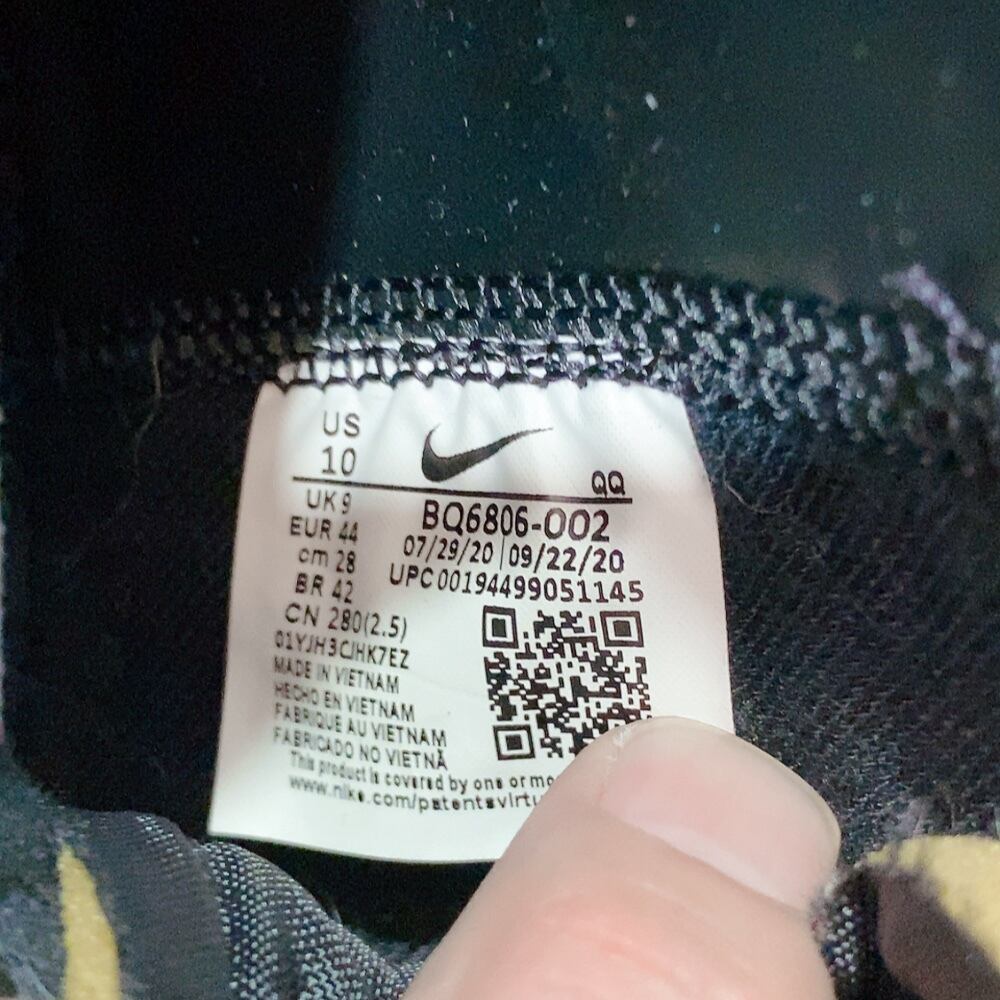 US
10
QQ
UK 9
BQ6806-002
EUR 44
07/29/20 | 09/22/20
cm 28
UPC 00194499051145
BR 42
CN 280(2.5)
01YJH3CJHK7EZ
MADE IN VIETNAM
HECHO EN VIETNAM
FABRIQUE AU VIETNAM
FABRICADO NO VIETNÃ
This product is covered by one or
www.nike.com/patents